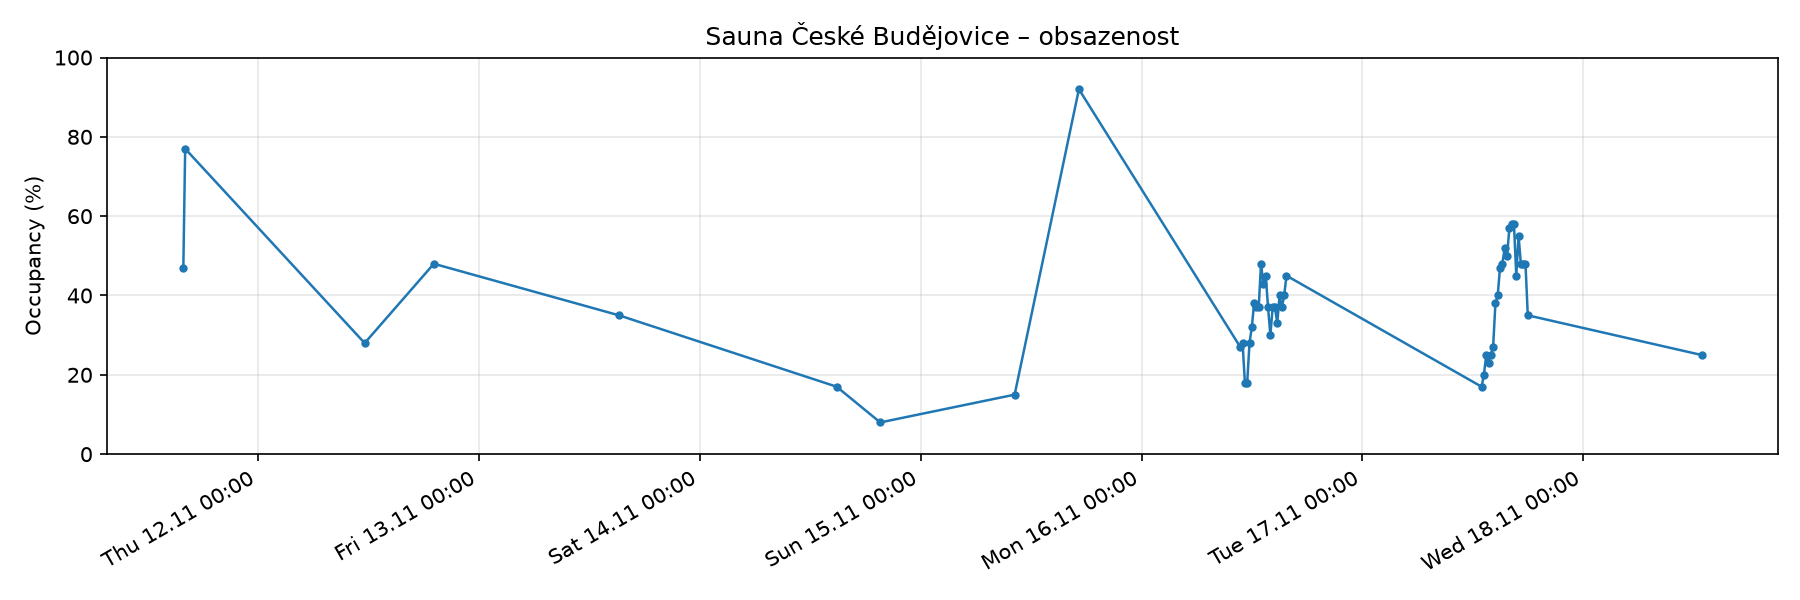 Sauna České Budějovice – obsazenost
100
80
60
40
20
0
Occupancy (%)
Thu 12.11 00:00
Fri 13.11 00:00
Sat 14.11 00:00
Sun 15.11 00:00
Mon 16.11 00:00
Tue 17.11 00:00
Wed 18.11 00:00